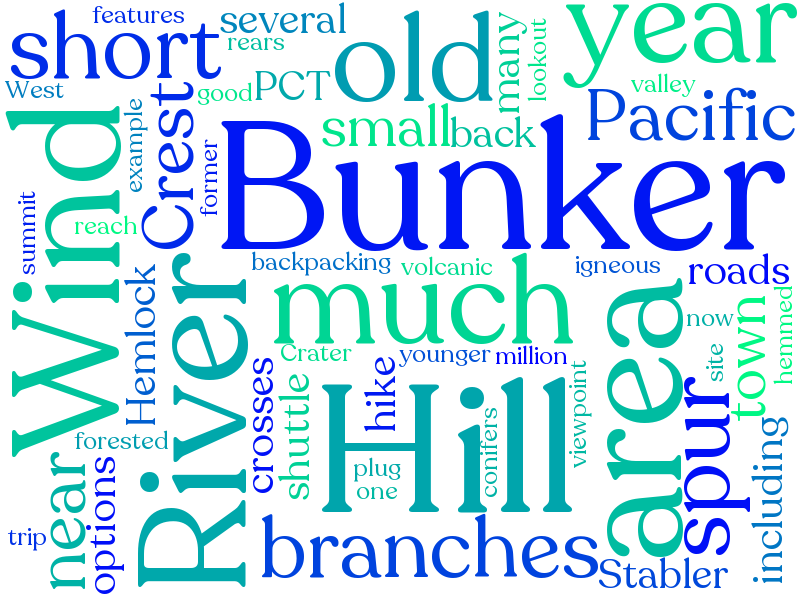 features
several
short
rears
old
many
lookout
year
West
good
PCT
valley
Pacific
Wind
example
Crest
former
small
back
Bunker
summit
reach
backpacking
volcanic
igneous
roads
Hemlock
River
much
area
now
town
hemmed
Crater
younger
million
site
crosses
shuttle
hike
Hill
conifers
viewpoint
spur
forested
plug
one
near
options
including
trip
branches
Stabler